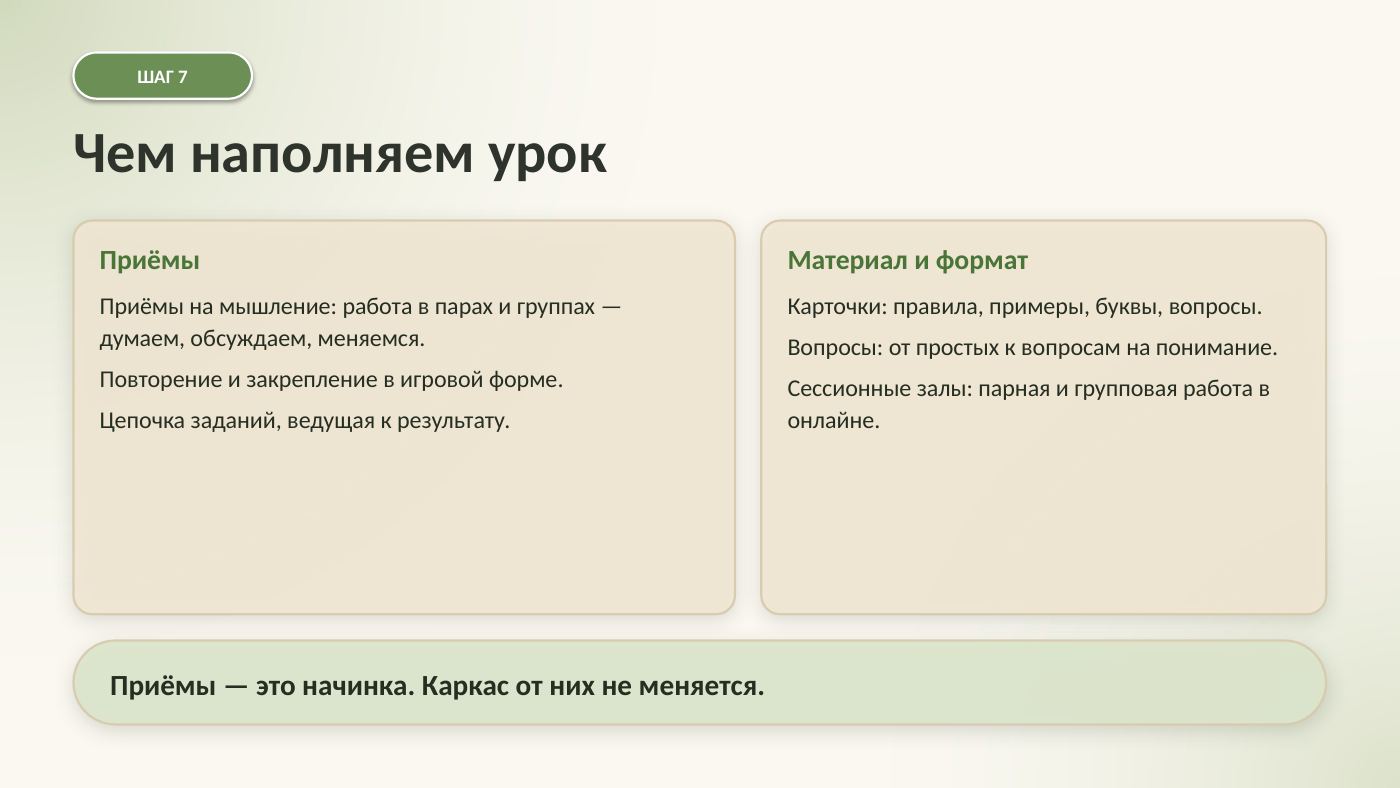 ШАГ 7
Чем наполняем урок
Приёмы
Приёмы на мышление: работа в парах и группах —
думаем, обсуждаем, меняемся.
Повторение и закрепление в игровой форме.
Цепочка заданий, ведущая к результату.
Материал и формат
Карточки: правила, примеры, буквы, вопросы.
Вопросы: от простых к вопросам на понимание.
Сессионные залы: парная и групповая работа в
онлайне.
Приёмы — это начинка. Каркас от них не меняется.